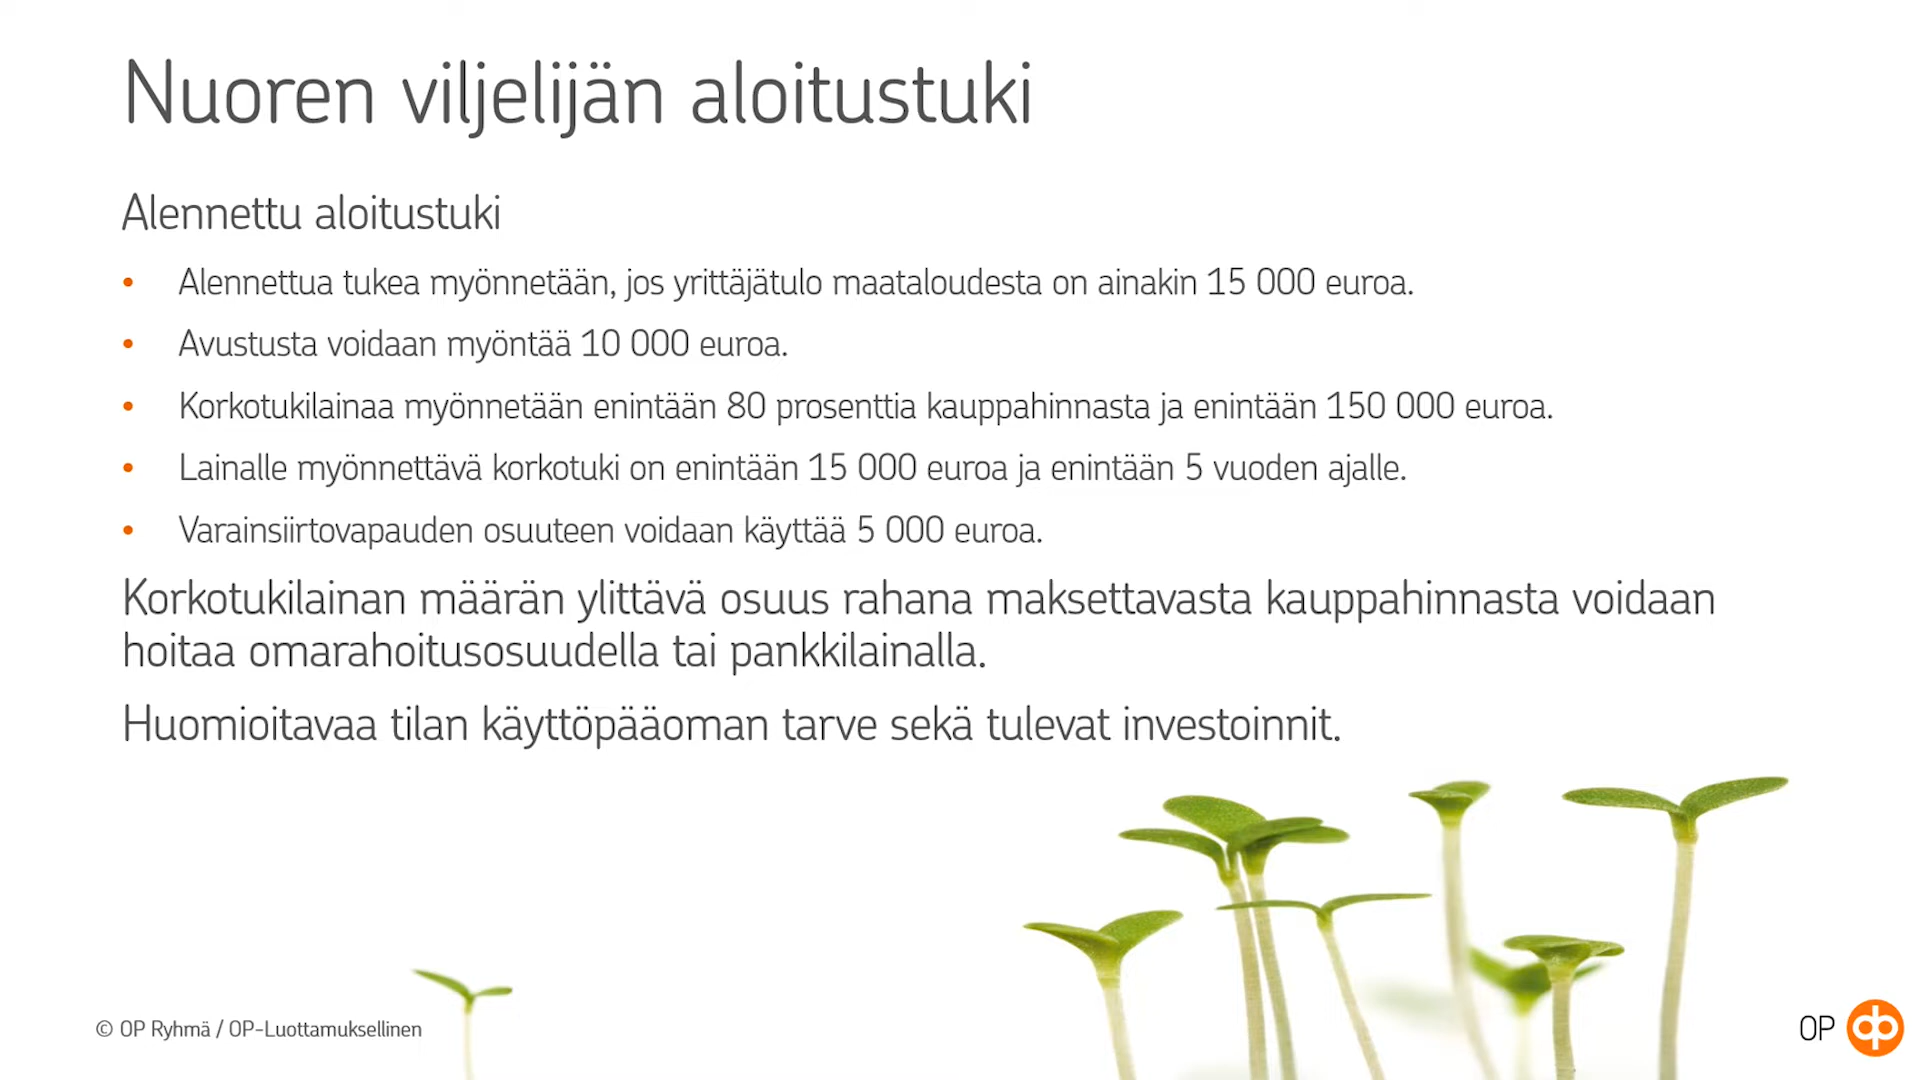 Nuoren viljelijän aloitustuki
Alennettu aloitustuki
• Alennettua tukea myönnetään, jos yrittäjätulo maataloudesta on ainakin 15 000 euroa.
• Avustusta voidaan myöntää 10 000 euroa.
• Korkotukilainaa myönnetään enintään 80 prosenttia kauppahinnasta ja enintään 150 000 euroa.
• Lainalle myönnettävä korkotuki on enintään 15 000 euroa ja enintään 5 vuoden ajalle.
• Varainsiirtovapauden osuuteen voidaan käyttää 5 000 euroa.
Korkotukilainan määrän ylittävä osuus rahana maksettavasta kauppahinnasta voidaan
hoitaa omarahoitusosuudella tai pankkilainalla.
Huomioitavaa tilan käyttöpääoman tarve sekä tulevat investoinnit.
© OP Ryhmä / OP-Luottamuksellinen
OP